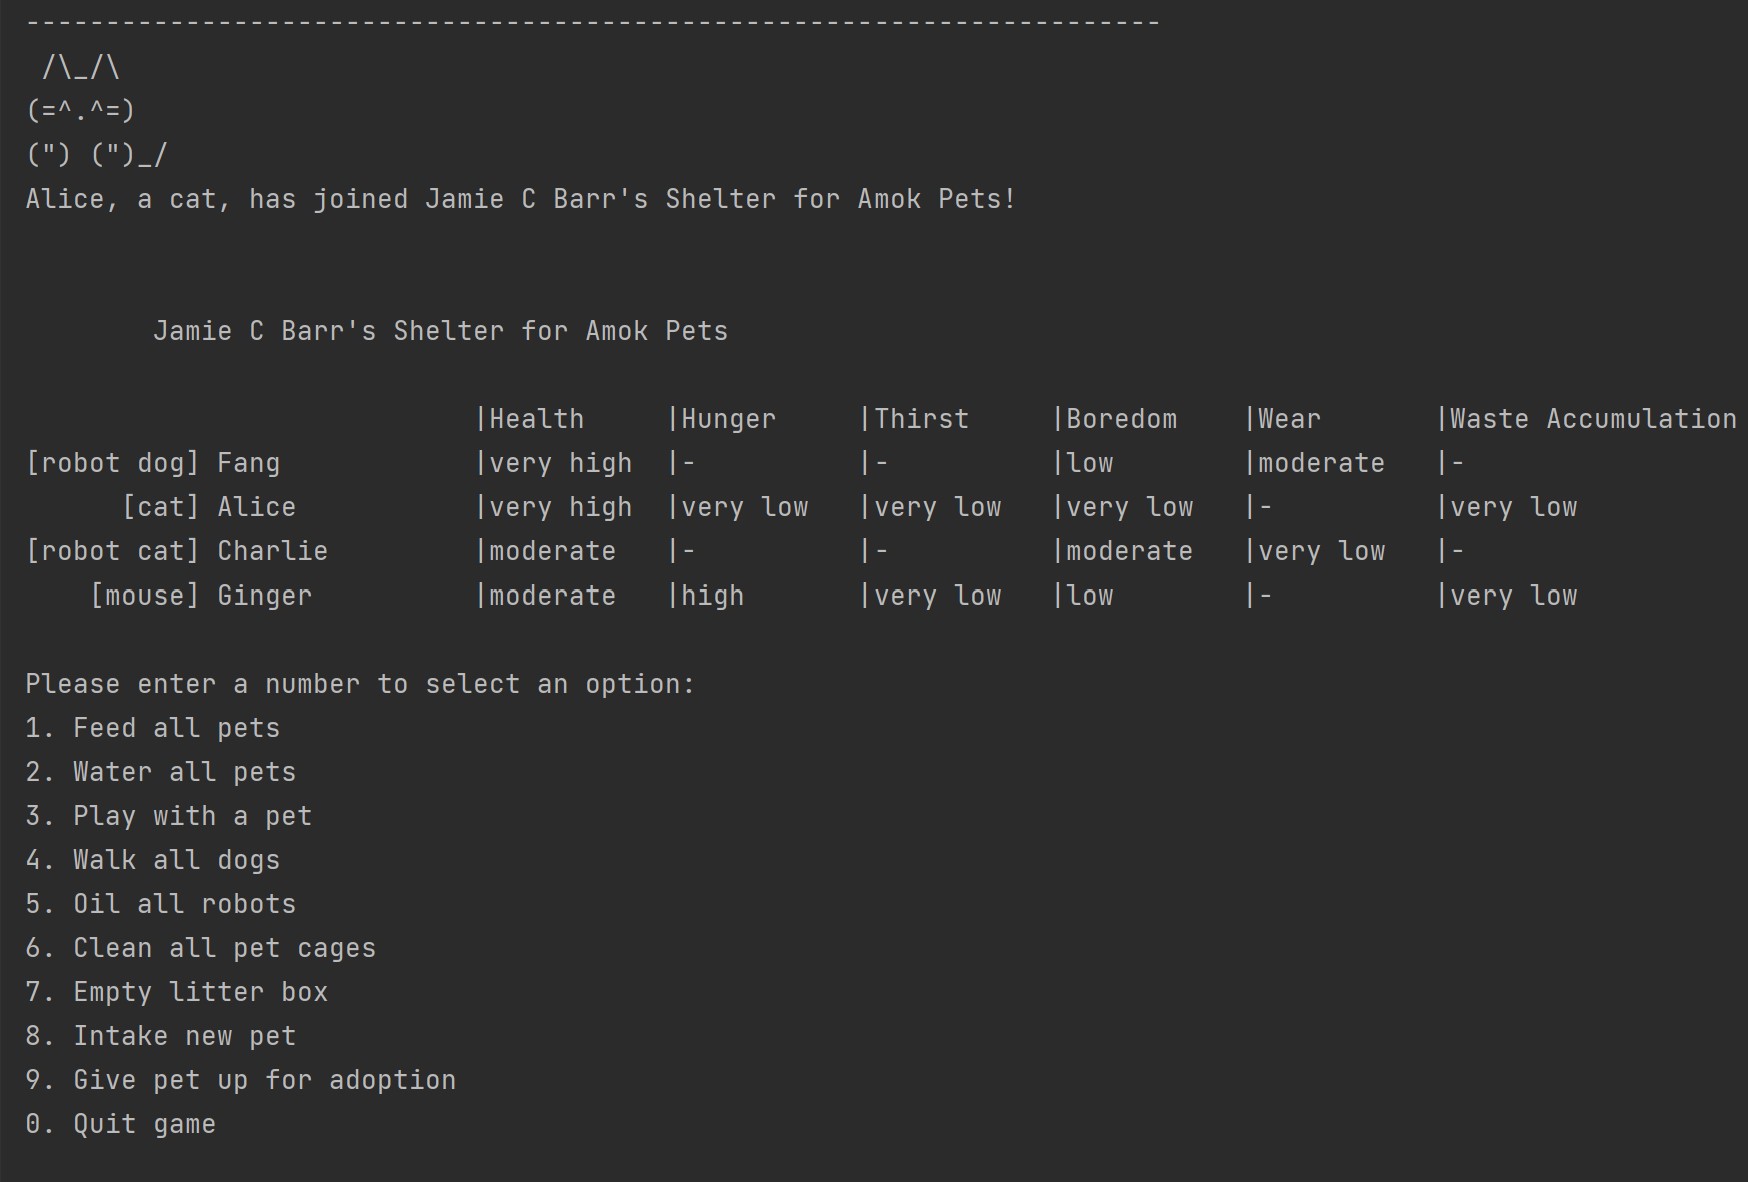 -----------------------------------------------------------------------
 /\_/\
(=^.^=)
(") (")_/
Alice, a cat, has joined Jamie C Barr's Shelter for Amok Pets!
        Jamie C Barr's Shelter for Amok Pets
                            |Health     |Hunger     |Thirst     |Boredom    |Wear       |Waste Accumulation
[robot dog] Fang            |very high  |-          |-          |low        |moderate   |-
      [cat] Alice           |very high  |very low   |very low   |very low   |-          |very low
[robot cat] Charlie         |moderate   |-          |-          |moderate   |very low   |-
    [mouse] Ginger          |moderate   |high       |very low   |low        |-          |very low
Please enter a number to select an option:
1. Feed all pets
2. Water all pets
3. Play with a pet
4. Walk all dogs
5. Oil all robots
6. Clean all pet cages
7. Empty litter box
8. Intake new pet
9. Give pet up for adoption
0. Quit game